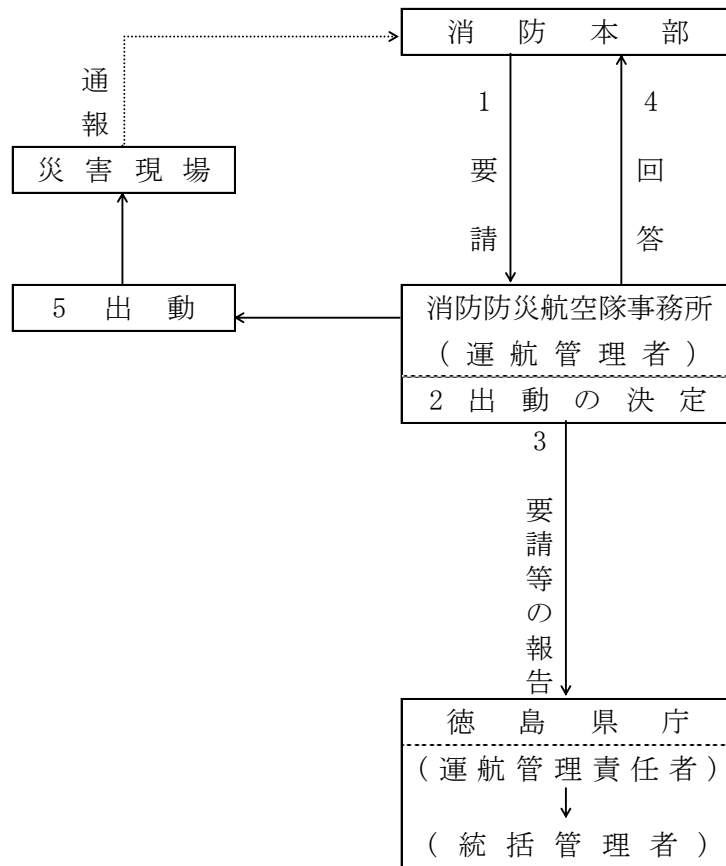 消防本部
通報
1 要請
4 回答
災害現場
5 出動
消防防災航空隊事務所
(運航管理者)
2 出動の決定
3 要請等の報告
徳島県庁
(運航管理責任者)
(統括管理者)